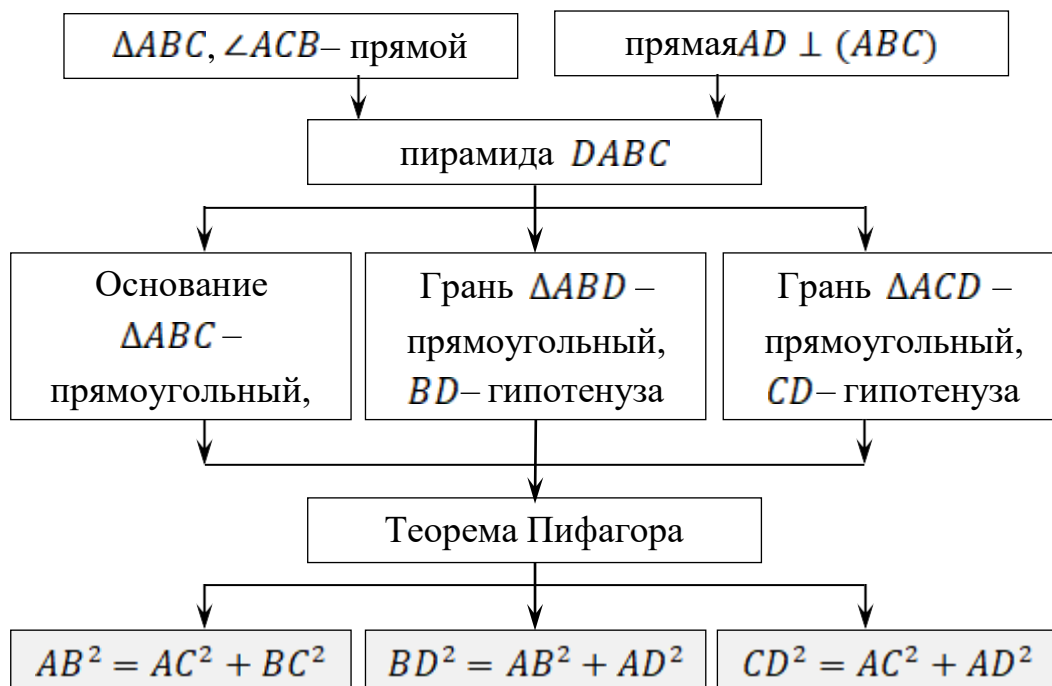 ΔABC, ∠ACB– прямой
прямаяAD ⊥ (ABC)
пирамида DABC
Основание
ΔABC –
прямоугольный,
Грань ΔABD –
прямоугольный,
BD– гипотенуза
Грань ΔACD –
прямоугольный,
CD– гипотенуза
Теорема Пифагора
AB² = AC² + BC²
BD² = AB² + AD²
CD² = AC² + AD²